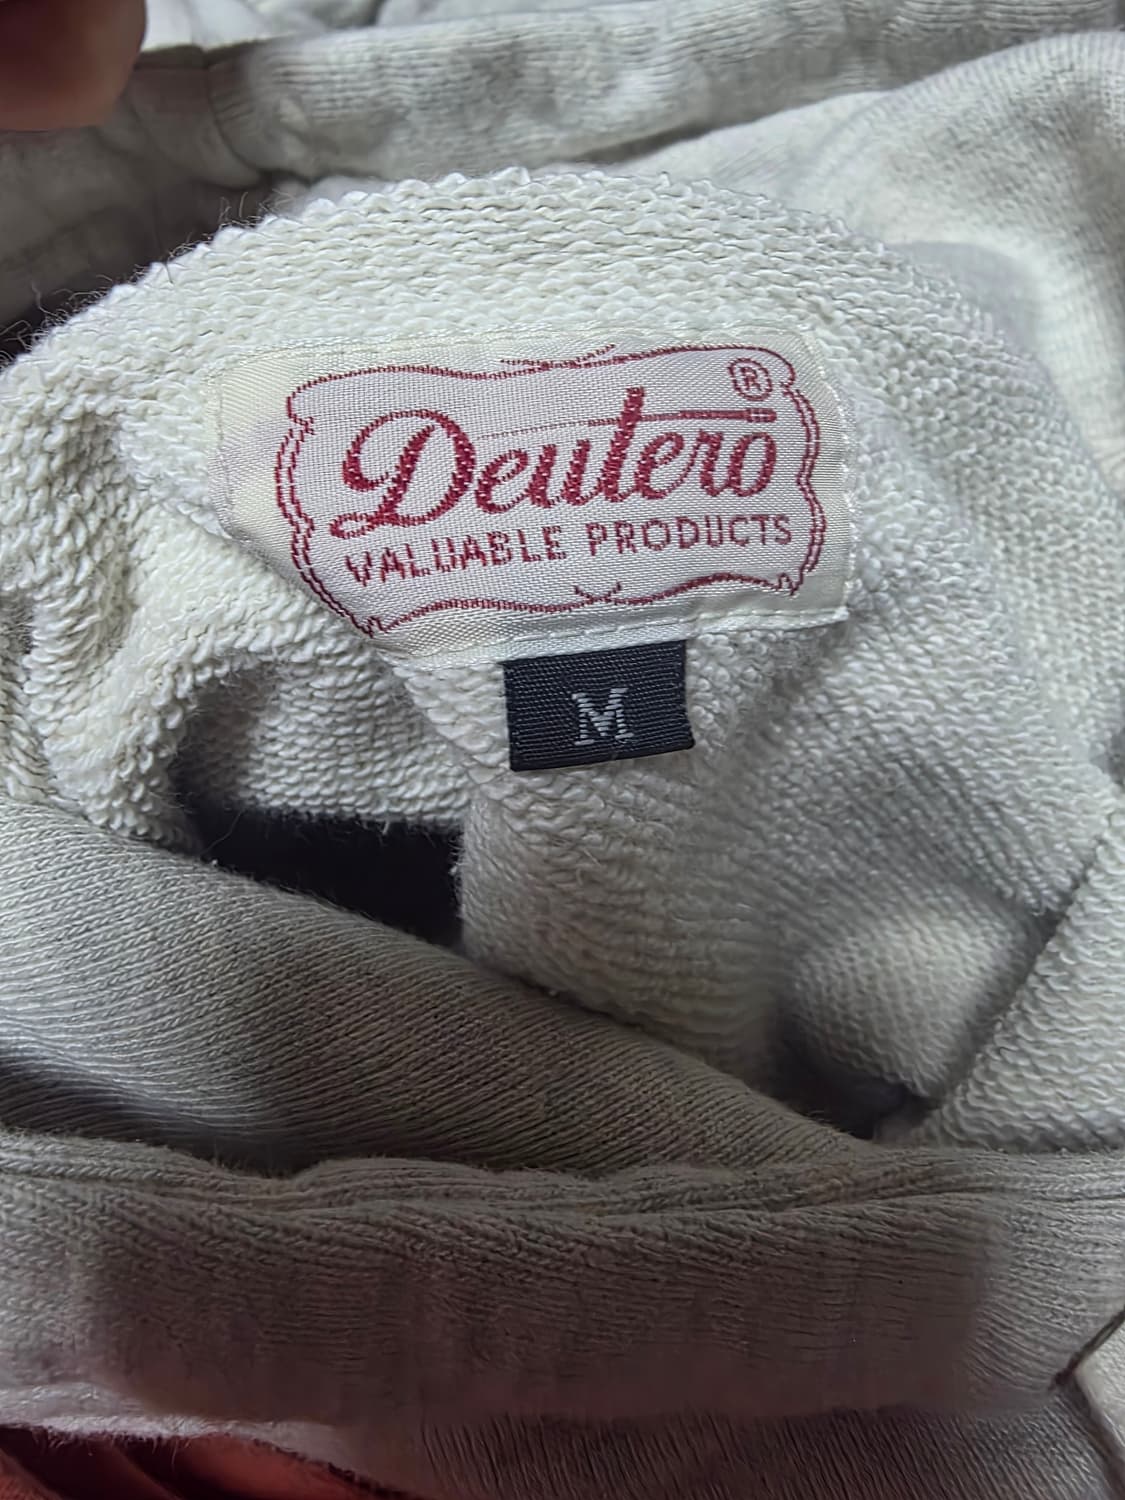 Deutero ®
VALUABLE PRODUCTS
M